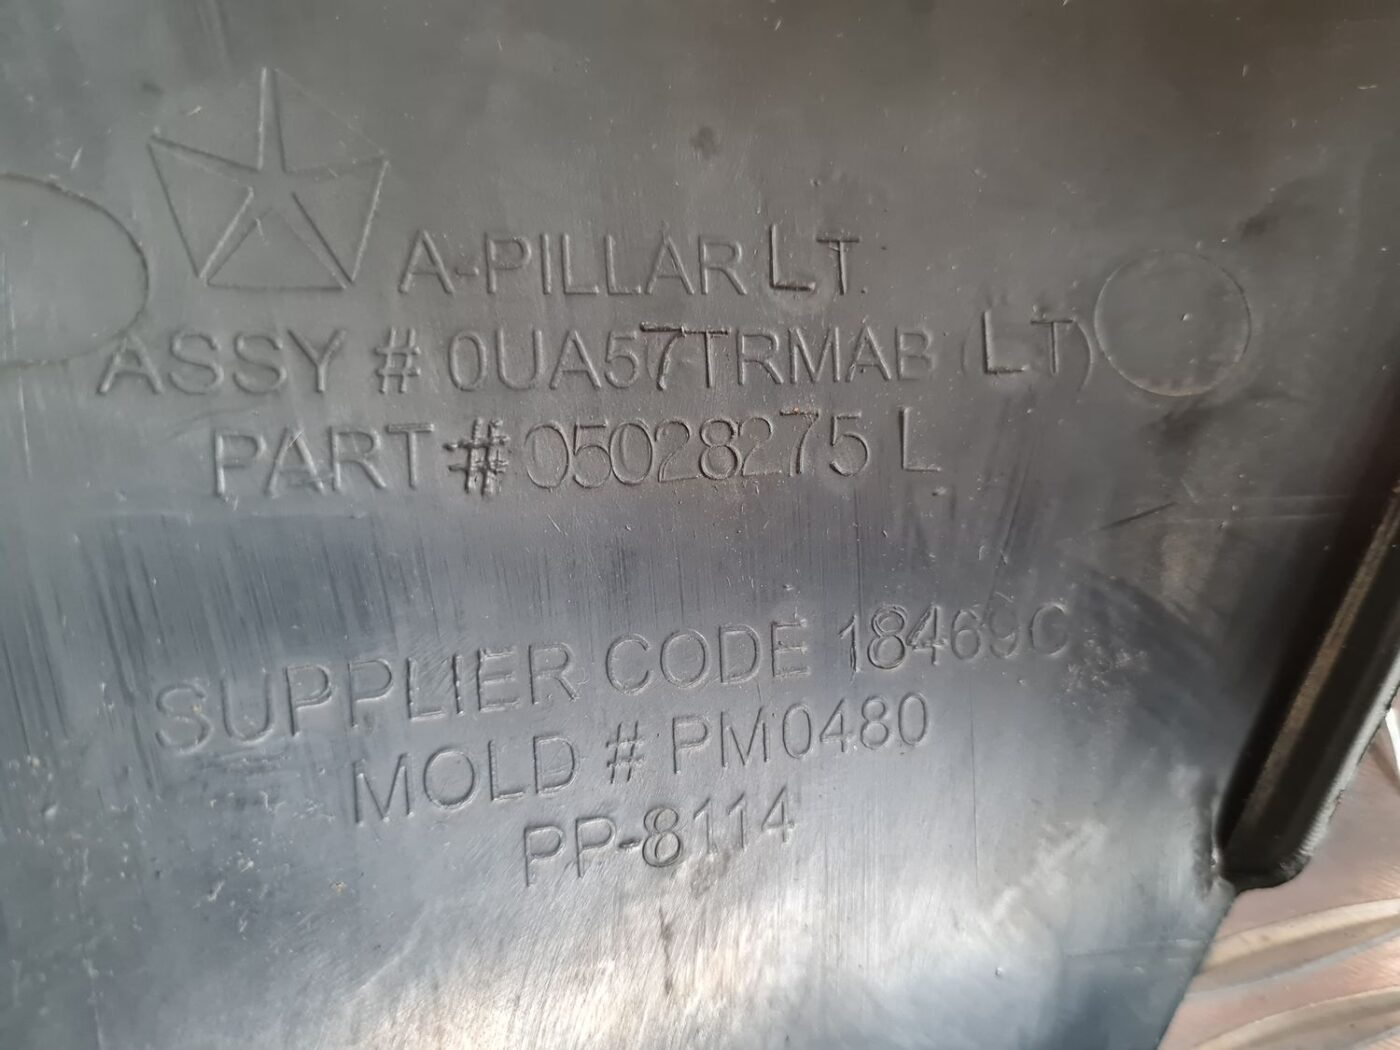 A-PILLAR LT.
ASSY # 0UA57TRMAB (LT)
PART # 05028275 L
SUPPLIER CODE 18469C
MOLD # PM0480
PP-8114